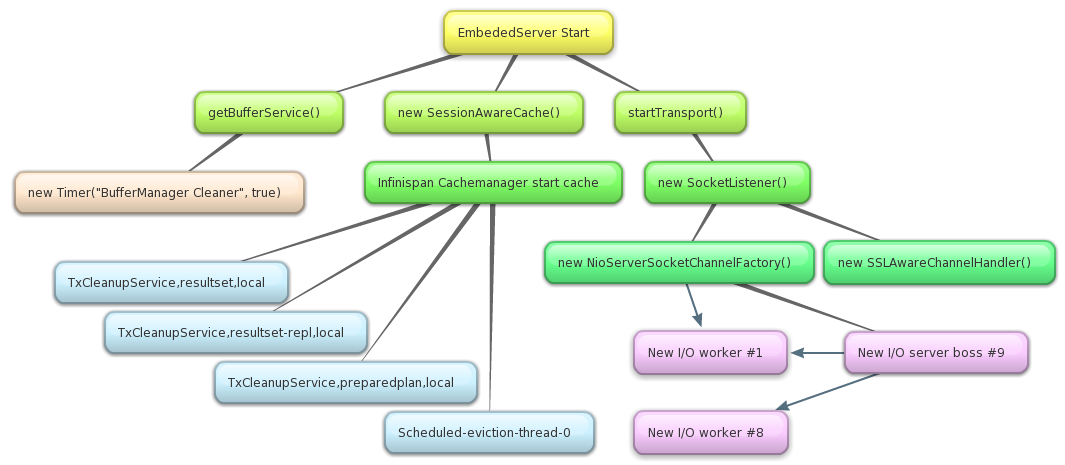 EmbededServer Start
getBufferService()
new SessionAwareCache()
startTransport()
new Timer("BufferManager Cleaner", true)
Infinispan Cachemanager start cache
new SocketListener()
new NioServerSocketChannelFactory()
new SSLAwareChannelHandler()
TxCleanupService,resultset,local
TxCleanupService,resultset-repl,local
New I/O worker #1
New I/O server boss #9
TxCleanupService,preparedplan,local
Scheduled-eviction-thread-0
New I/O worker #8